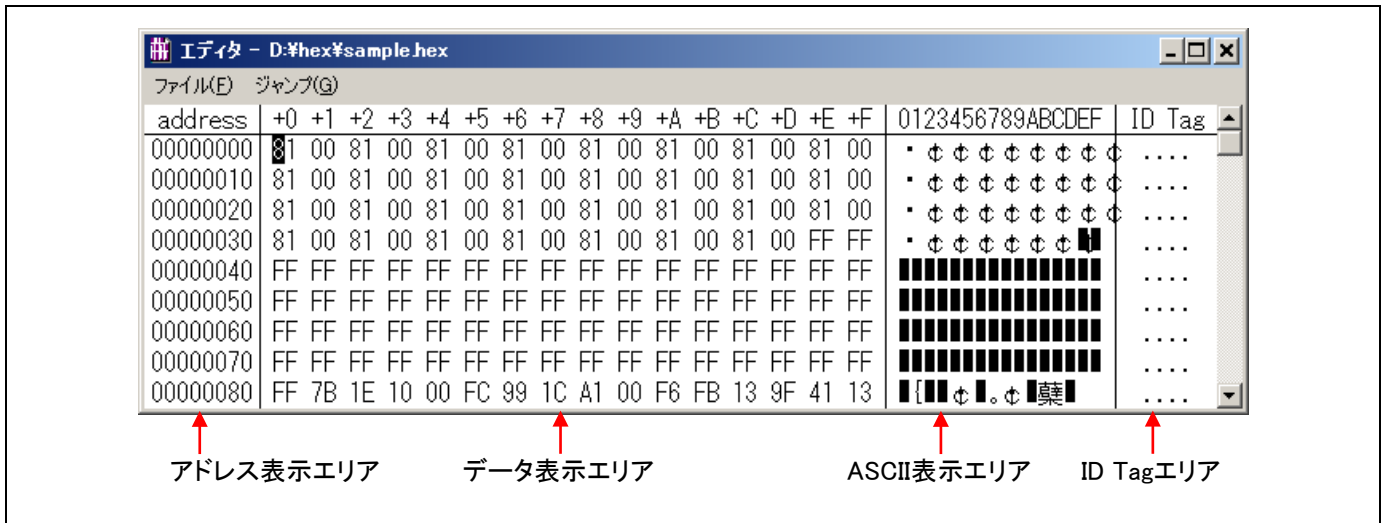 エディタ - D:¥hex¥sample.hex
ファイル(F) ジャンプ(G)
address +0 +1 +2 +3 +4 +5 +6 +7 +8 +9 +A +B +C +D +E +F 0123456789ABCDEF ID Tag
00000000 81 00 81 00 81 00 81 00 81 00 81 00 81 00 81 00 ・¢¢¢¢¢¢¢¢ ....
00000010 81 00 81 00 81 00 81 00 81 00 81 00 81 00 81 00 ・¢¢¢¢¢¢¢¢ ....
00000020 81 00 81 00 81 00 81 00 81 00 81 00 81 00 81 00 ・¢¢¢¢¢¢¢¢ ....
00000030 81 00 81 00 81 00 81 00 81 00 81 00 81 00 FF FF ・¢¢¢¢¢¢ ....
00000040 FF FF FF FF FF FF FF FF FF FF FF FF FF FF FF FF ....
00000050 FF FF FF FF FF FF FF FF FF FF FF FF FF FF FF FF ....
00000060 FF FF FF FF FF FF FF FF FF FF FF FF FF FF FF FF ....
00000070 FF FF FF FF FF FF FF FF FF FF FF FF FF FF FF FF ....
00000080 FF 7B 1E 10 00 FC 99 1C A1 00 F6 FB 13 9F 41 13 {¢。¢蘖 ....
アドレス表示エリア データ表示エリア ASCII表示エリア ID Tagエリア